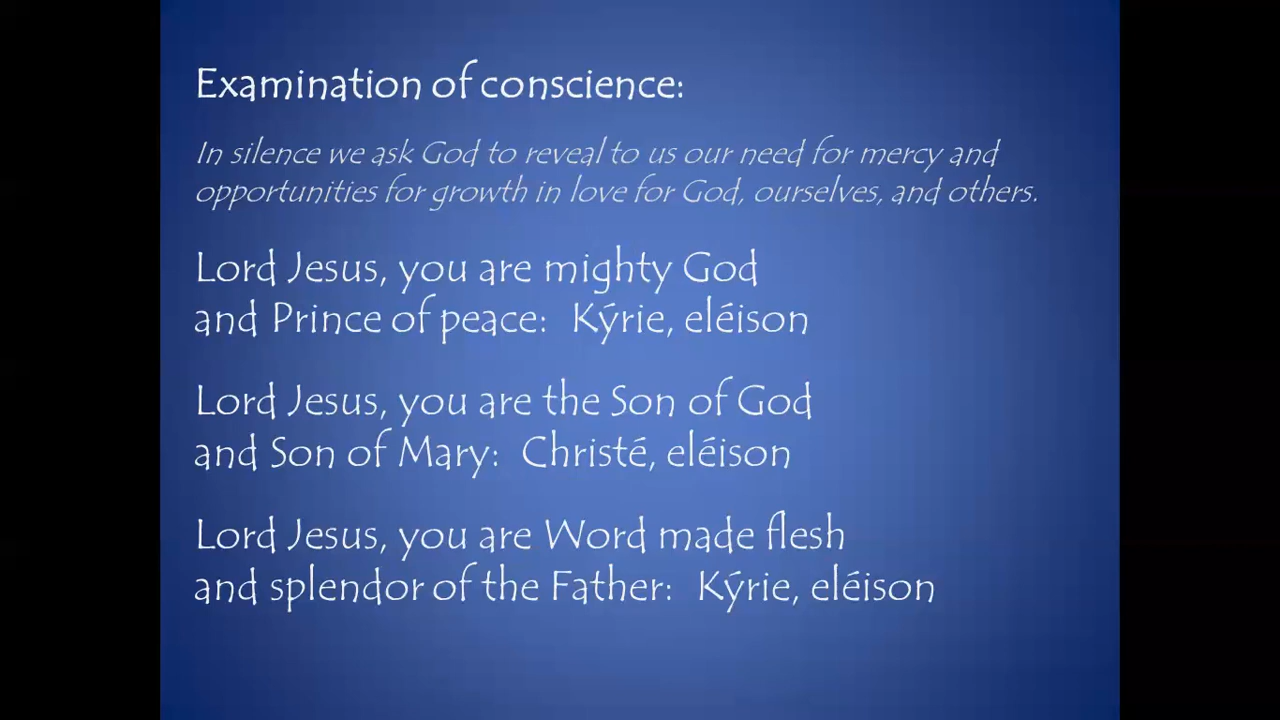 Examination of conscience:
In silence we ask God to reveal to us our need for mercy and
opportunities for growth in love for God, ourselves, and others.
Lord Jesus, you are mighty God
and Prince of peace: Kýrie, eléison
Lord Jesus, you are the Son of God
and Son of Mary: Christé, eléison
Lord Jesus, you are Word made flesh
and splendor of the Father: Kýrie, eléison